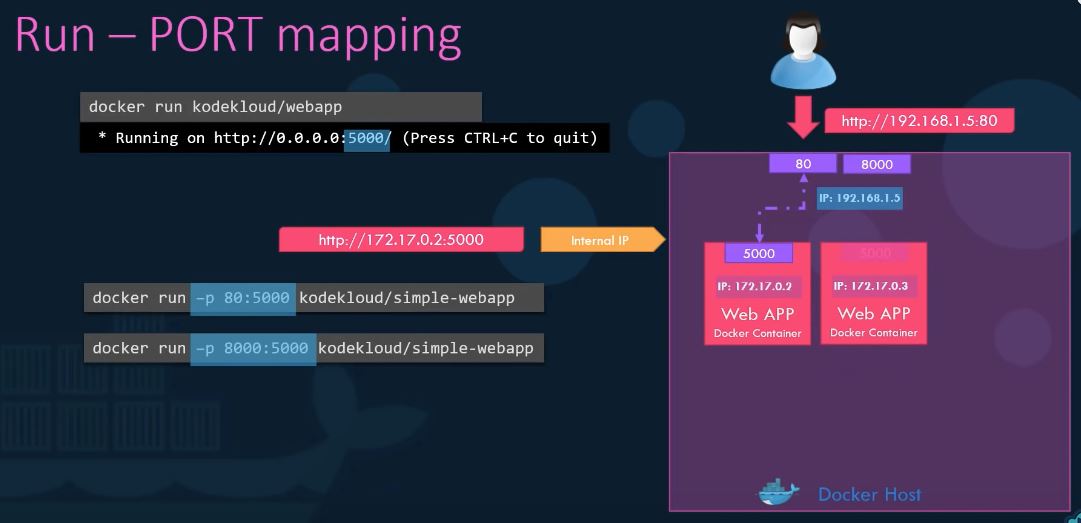 Run – PORT mapping
docker run kodekloud/webapp
* Running on http://0.0.0.0:5000/ (Press CTRL+C to quit)
http://192.168.1.5:80
80
8000
IP: 192.168.1.5
http://172.17.0.2:5000
Internal IP
5000
5000
IP: 172.17.0.2
IP: 172.17.0.3
Web APP
Docker Container
Web APP
Docker Container
docker run –p 80:5000 kodekloud/simple-webapp
docker run –p 8000:5000 kodekloud/simple-webapp
Docker Host